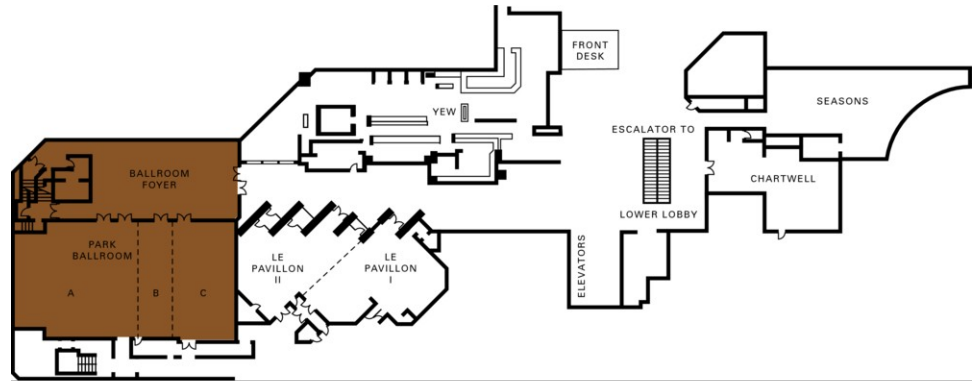 FRONT
DESK
SEASONS
YEW
ESCALATOR TO
BALLROOM
FOYER
CHARTWELL
LOWER LOBBY
PARK
BALLROOM
LE
PAVILLON
II
LE
PAVILLON
I
ELEVATORS
A
B
C